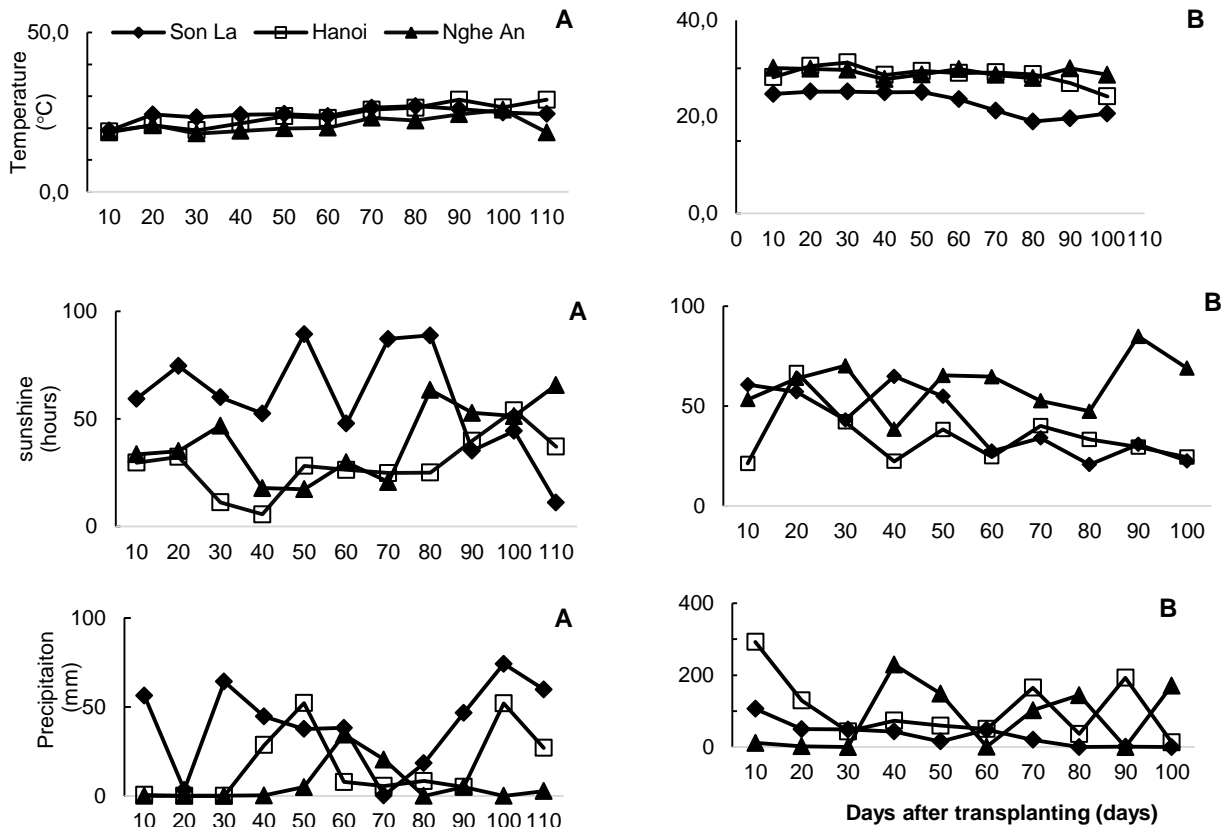 50,0
Son La Hanoi Nghe An
A
Temperature
(°C)
0,0
10 20 30 40 50 60 70 80 90 100 110
B
40,0
20,0
0,0
0 10 20 30 40 50 60 70 80 90 100 110
A
100
sunshine
(hours)
50
0
10 20 30 40 50 60 70 80 90 100 110
B
100
50
0
10 20 30 40 50 60 70 80 90 100
A
100
Precipitaiton
(mm)
50
0
10 20 30 40 50 60 70 80 90 100 110
B
400
200
0
10 20 30 40 50 60 70 80 90 100
Days after transplanting (days)